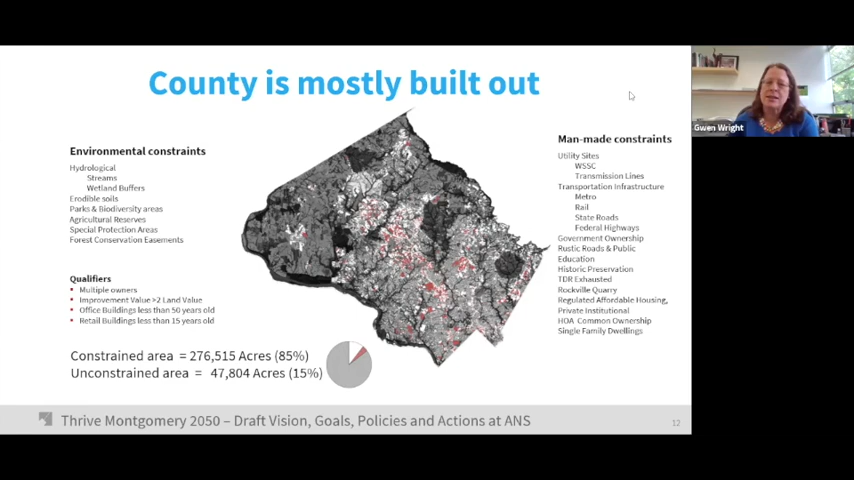 County is mostly built out
Gwen Wright
Environmental constraints
Hydrological
Streams
Wetland Buffers
Erodible soils
Parks & Biodiversity areas
Agricultural Reserves
Special Protection Areas
Forest Conservation Easements
Qualifiers
Multiple owners
Improvement Value >2 Land Value
Office Buildings less than 50 years old
Retail Buildings less than 15 years old
Constrained area = 276,515 Acres (85%)
Unconstrained area = 47,804 Acres (15%)
Man-made constraints
Utility Sites
WSSC
Transmission Lines
Transportation Infrastructure
Metro
Rail
State Roads
Federal Highways
Government Ownership
Rustic Roads & Public
Education
Historic Preservation
TDR Exhausted
Rockville Quarry
Regulated Affordable Housing,
Private Institutional
HOA Common Ownership
Single Family Dwellings
Thrive Montgomery 2050 – Draft Vision, Goals, Policies and Actions at ANS
12